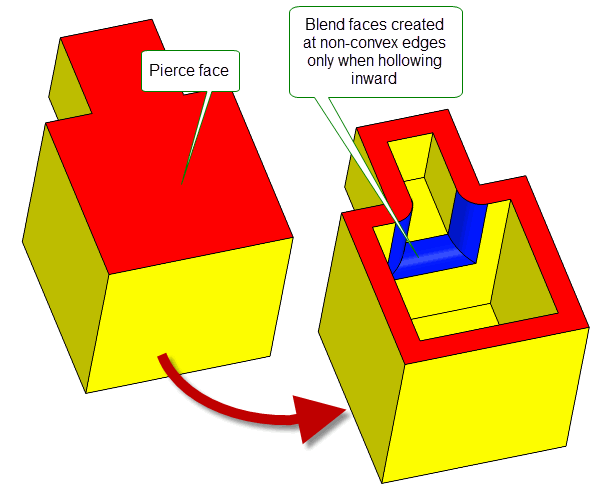 Pierce face
Blend faces created
at non-convex edges
only when hollowing
inward